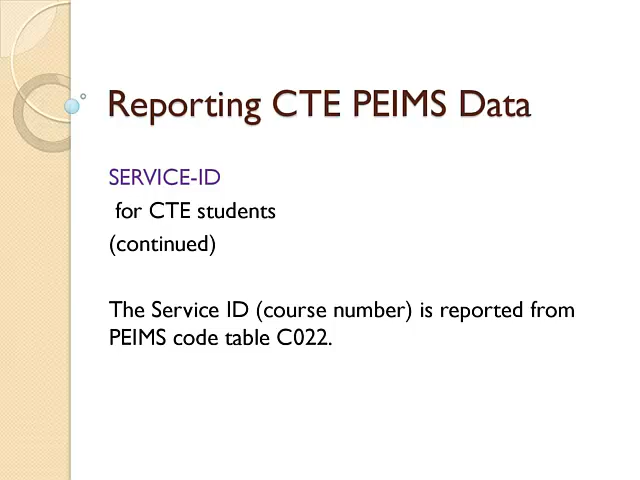 Reporting CTE PEIMS Data
SERVICE-ID
for CTE students
(continued)
The Service ID (course number) is reported from
PEIMS code table C022.